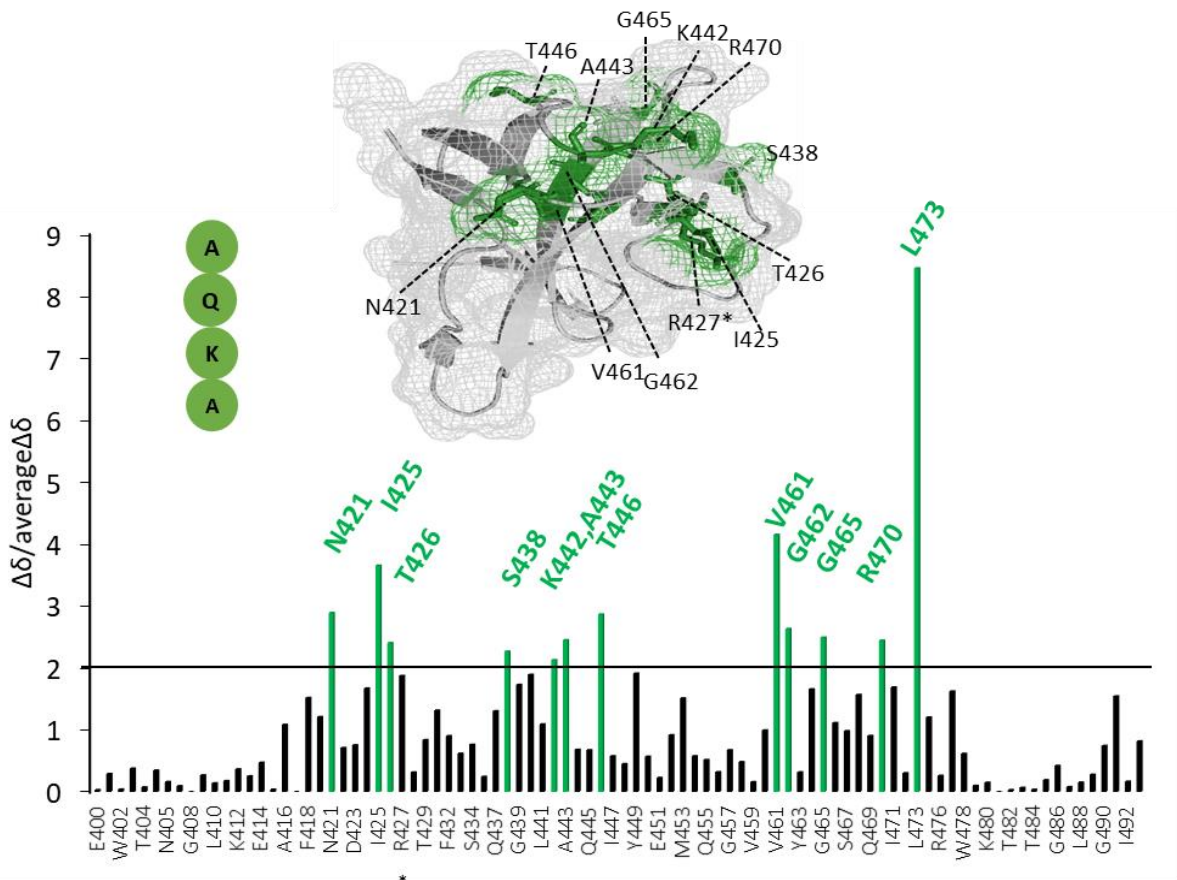 G465
K442
R470
T446
A443
S438
N421
T426
R427*
I425
V461
G462
A
Q
K
A
Δδ/averageΔδ
9
8
7
6
5
4
3
2
1
0
N421
I425
T426
S438
K442,A443
T446
V461
G462
G465
R470
L473
E400
W402
T404
N405
G408
L410
K412
E414
A416
F418
N421
D423
I425
R427
T429
F432
S434
Q437
G439
L441
A443
Q445
I447
Y449
E451
M453
Q455
G457
V459
V461
Y463
G465
S467
Q469
I471
L473
R476
W478
K480
T482
T484
G486
L488
G490
I492
*